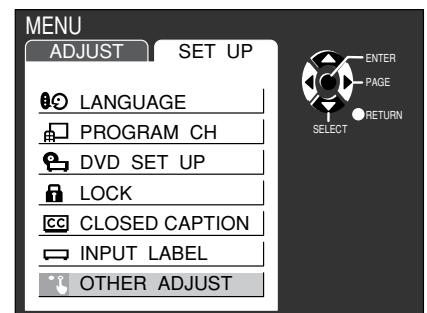 MENU
ADJUST
SET UP
LANGUAGE
PROGRAM CH
DVD SET UP
LOCK
CC CLOSED CAPTION
INPUT LABEL
OTHER ADJUST
ENTER
PAGE
RETURN
SELECT